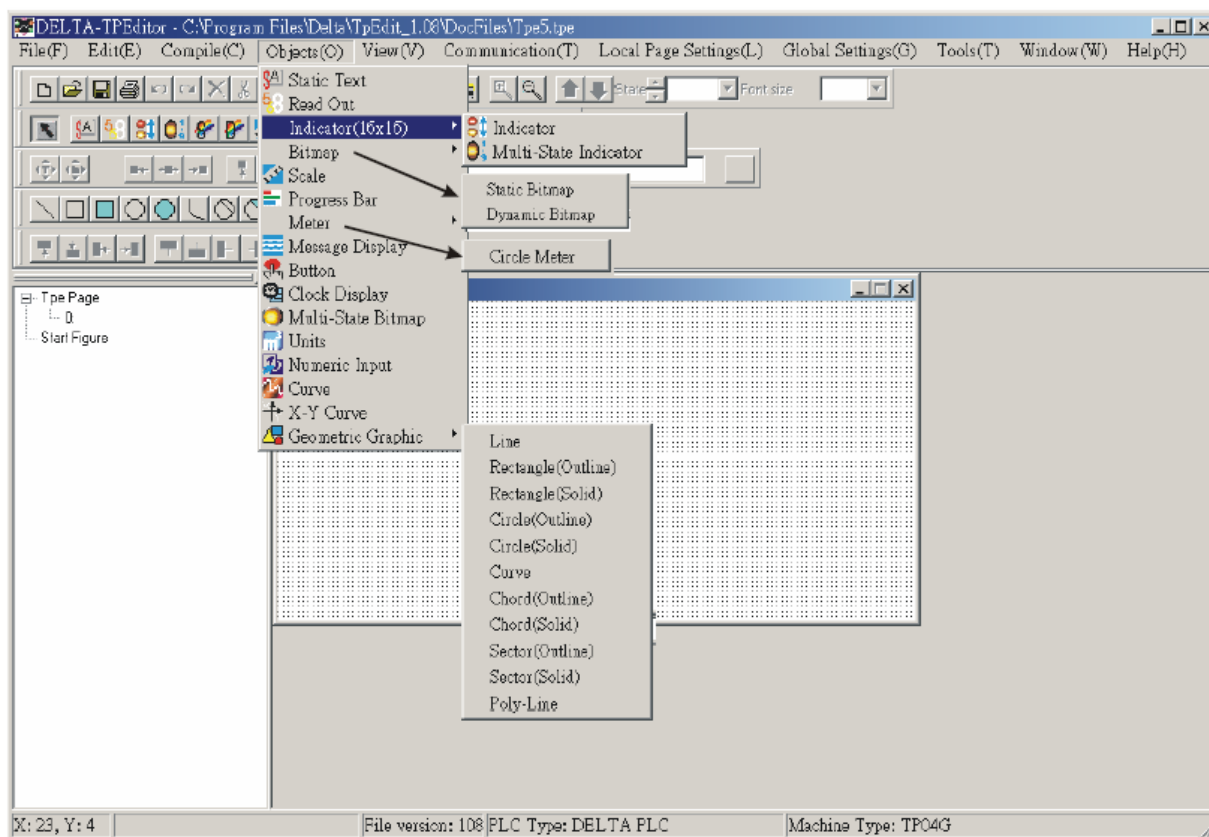 DELTA-TPEditor - C:\Program Files\Delta\TpEdit_1.08\DocFiles\Tpe5.tpe
File(F) Edit(E) Compile(C) Objects(O) View(V) Communication(T) Local Page Settings(L) Global Settings(G) Tools(T) Window(W) Help(H)
State Font size
Static Text
Read Out
Indicator(16x16)
Bitmap
Scale
Progress Bar
Meter
Message Display
Button
Clock Display
Multi-State Bitmap
Units
Numeric Input
Curve
X-Y Curve
Geometric Graphic
Indicator
Multi-State Indicator
Static Bitmap
Dynamic Bitmap
Circle Meter
Line
Rectangle(Outline)
Rectangle(Solid)
Circle(Outline)
Circle(Solid)
Curve
Chord(Outline)
Chord(Solid)
Sector(Outline)
Sector(Solid)
Poly-Line
Tpe Page
0:
Start Figure
X: 23, Y: 4 File version: 108 PLC Type: DELTA PLC Machine Type: TP04G